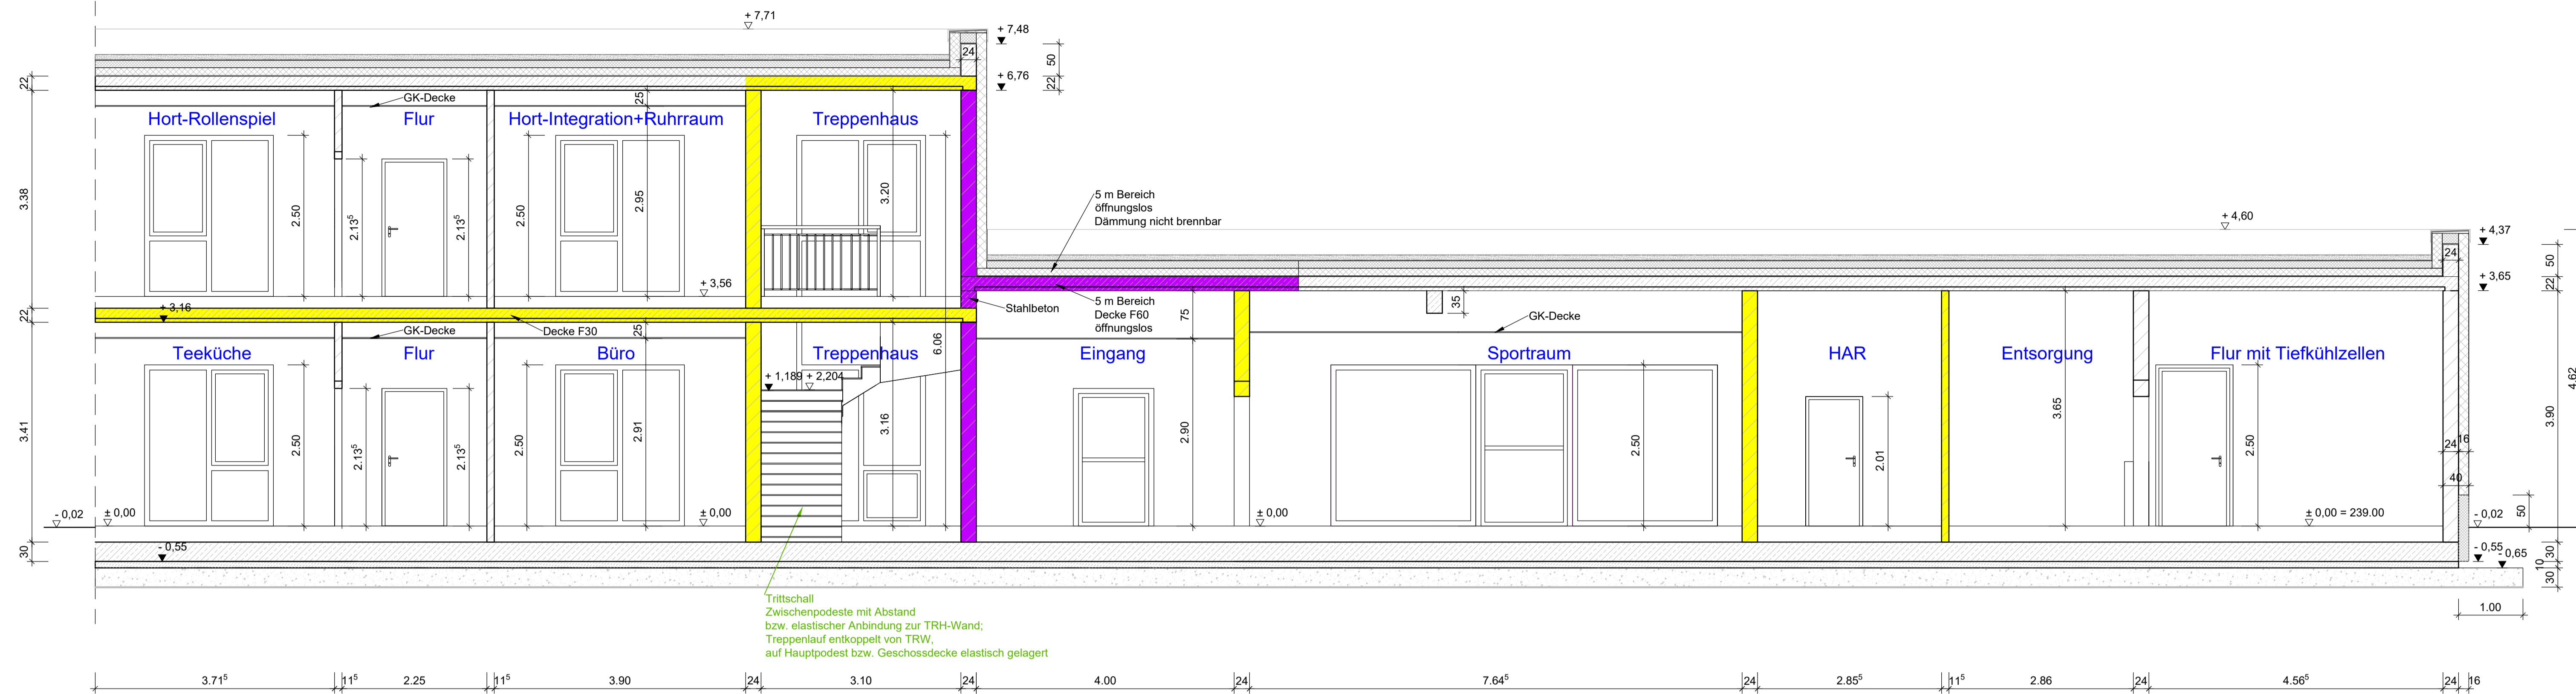 + 7,71
+ 7,48
24
50
+ 6,76
22
22
GK-Decke
25
Hort-Rollenspiel
Flur
Hort-Integration+Ruhrraum
Treppenhaus
3.38
2.50
2.13⁵
2.13⁵
2.50
2.95
3.20
5 m Bereich
öffnungslos
Dämmung nicht brennbar
+ 4,60
+ 4,37
24
50
+ 3,65
22
+ 3,56
+ 3,16
22
GK-Decke
Decke F30
25
Stahlbeton
5 m Bereich
Decke F60
öffnungslos
75
35
GK-Decke
6.06
Teeküche
Flur
Büro
Treppenhaus
Eingang
Sportraum
HAR
Entsorgung
Flur mit Tiefkühlzellen
+ 1,189
+ 2,204
4.62
3.41
2.50
2.13⁵
2.13⁵
2.50
2.91
3.16
2.90
2.50
2.01
3.65
2.50
24
16
40
3.90
50
- 0,02
± 0,00
± 0,00
± 0,00
± 0,00 = 239.00
- 0,02
30
- 0,55
- 0,55
- 0,65
30
10
30
1.00
Trittschall
Zwischenpodeste mit Abstand
bzw. elastischer Anbindung zur TRH-Wand;
Treppenlauf entkoppelt von TRW,
auf Hauptpodest bzw. Geschossdecke elastisch gelagert
3.71⁵
11⁵
2.25
11⁵
3.90
24
3.10
24
4.00
24
7.64⁵
24
2.85⁵
11⁵
2.86
24
4.56⁵
24
16